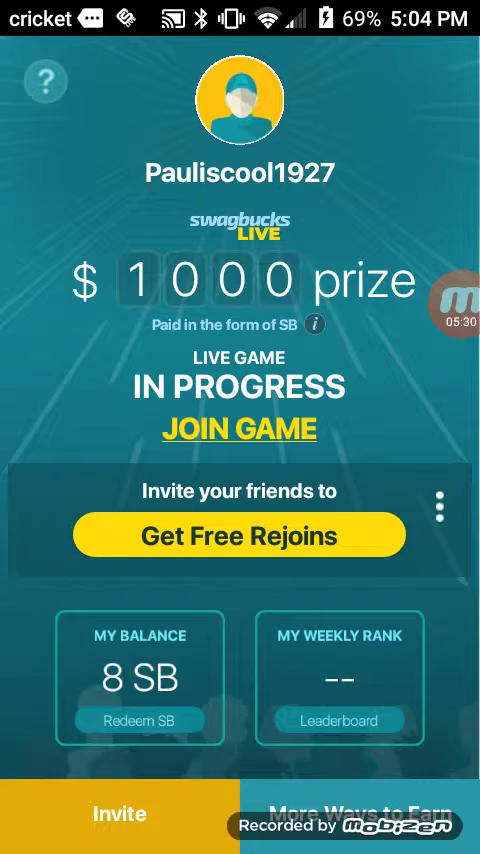 cricket 69% 5:04 PM
?
Pauliscool1927
swagbucks
LIVE
$ 1000 prize
05:30
Paid in the form of SB i
LIVE GAME
IN PROGRESS
JOIN GAME
Invite your friends to
Get Free Rejoins
MY BALANCE
8 SB
Redeem SB
MY WEEKLY RANK
--
Leaderboard
Invite
More Ways to Earn
Recorded by mobizen